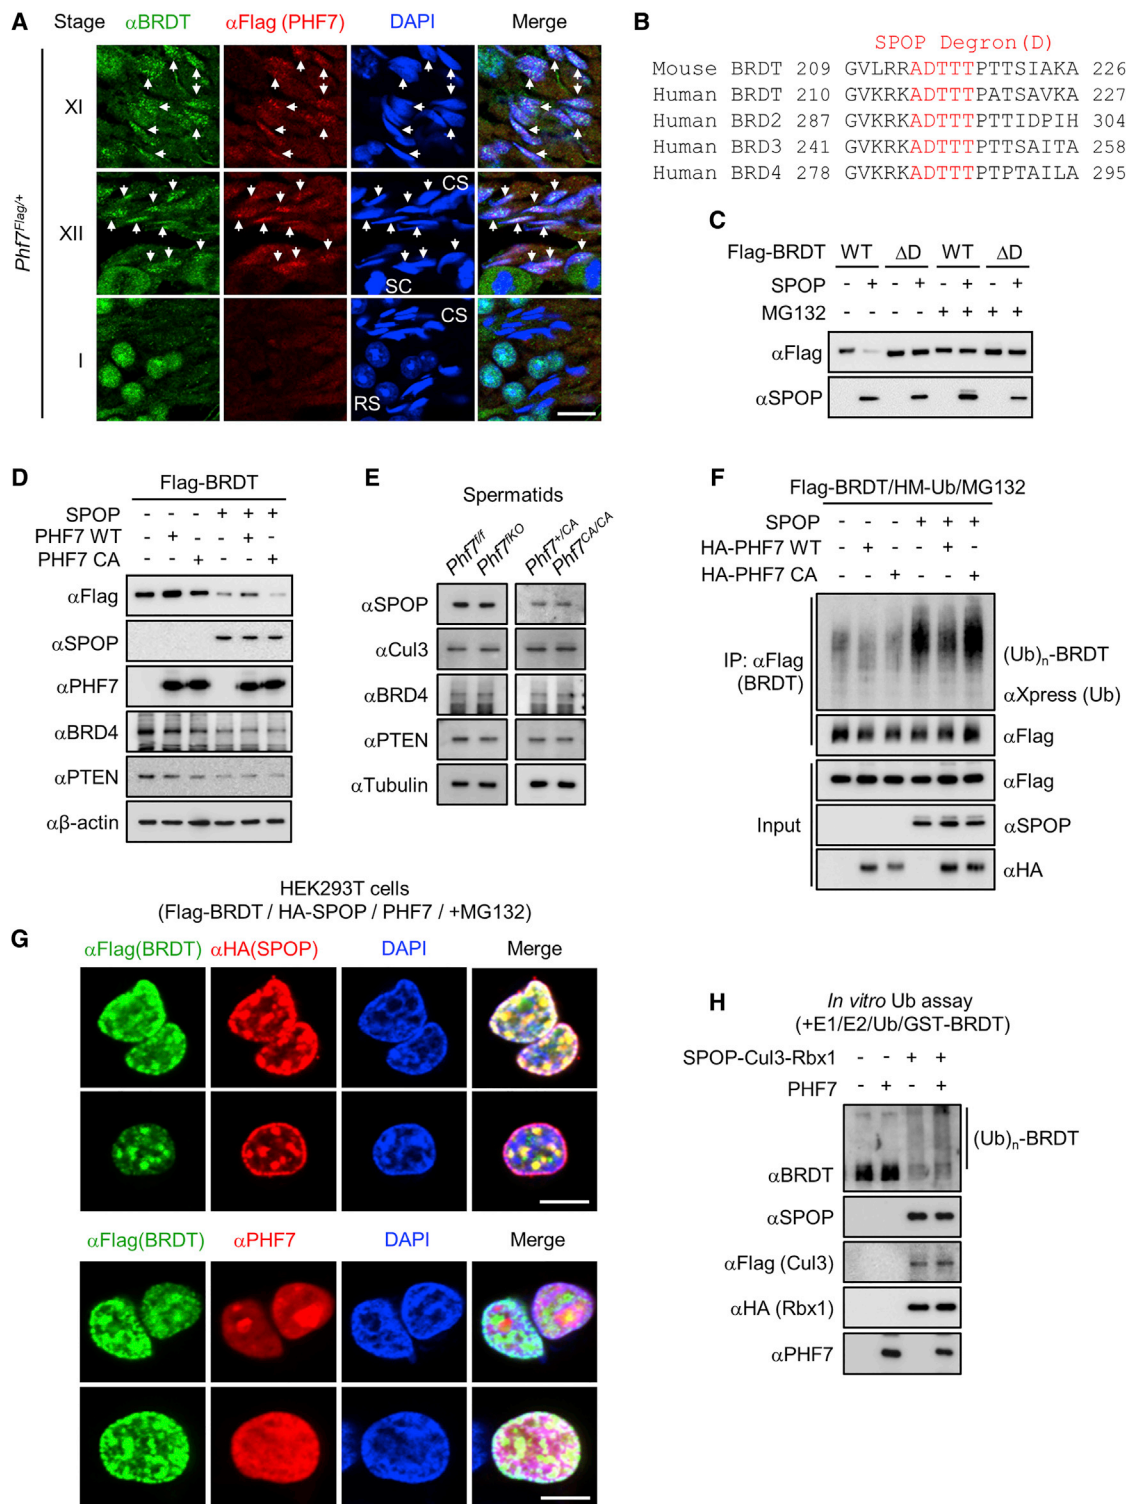 A
Stage αBRDT αFlag (PHF7) DAPI Merge
Phf7Flag/+
XI
XII
CS
SC
I
CS
RS
B
SPOP Degron(D)
Mouse BRDT 209 GVLRRADTTTPTTSIAKA 226
Human BRDT 210 GVKRKADTTTPATSAVKA 227
Human BRD2 287 GVKRKADTTTPTTIDPIH 304
Human BRD3 241 GVKRKADTTTPTTSAITA 258
Human BRD4 278 GVKRKADTTTPTPTAILA 295
C
Flag-BRDT WT ΔD WT ΔD
SPOP - + - + - + - +
MG132 - - - - + + + +
αFlag
αSPOP
D
Flag-BRDT
SPOP - - - + + +
PHF7 WT - + - - + -
PHF7 CA - - + - - +
αFlag
αSPOP
αPHF7
αBRD4
αPTEN
αβ-actin
E
Spermatids
Phf7f/f Phf7fKO Phf7+/CA Phf7CA/CA
αSPOP
αCul3
αBRD4
αPTEN
αTubulin
F
Flag-BRDT/HM-Ub/MG132
SPOP - - - + + +
HA-PHF7 WT - + - - + -
HA-PHF7 CA - - + - - +
IP: αFlag
(BRDT)
(Ub)n-BRDT
αXpress (Ub)
αFlag
Input
αFlag
αSPOP
αHA
HEK293T cells
(Flag-BRDT / HA-SPOP / PHF7 / +MG132)
G
αFlag(BRDT) αHA(SPOP) DAPI Merge
αFlag(BRDT) αPHF7 DAPI Merge
H
In vitro Ub assay
(+E1/E2/Ub/GST-BRDT)
SPOP-Cul3-Rbx1 - - + +
PHF7 - + - +
(Ub)n-BRDT
αBRDT
αSPOP
αFlag (Cul3)
αHA (Rbx1)
αPHF7